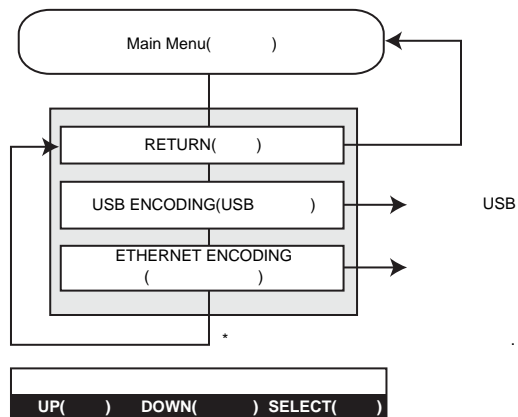 Main Menu( )
RETURN( )
USB ENCODING(USB )
USB
ETHERNET ENCODING
( )
* .
UP( ) DOWN( ) SELECT( )